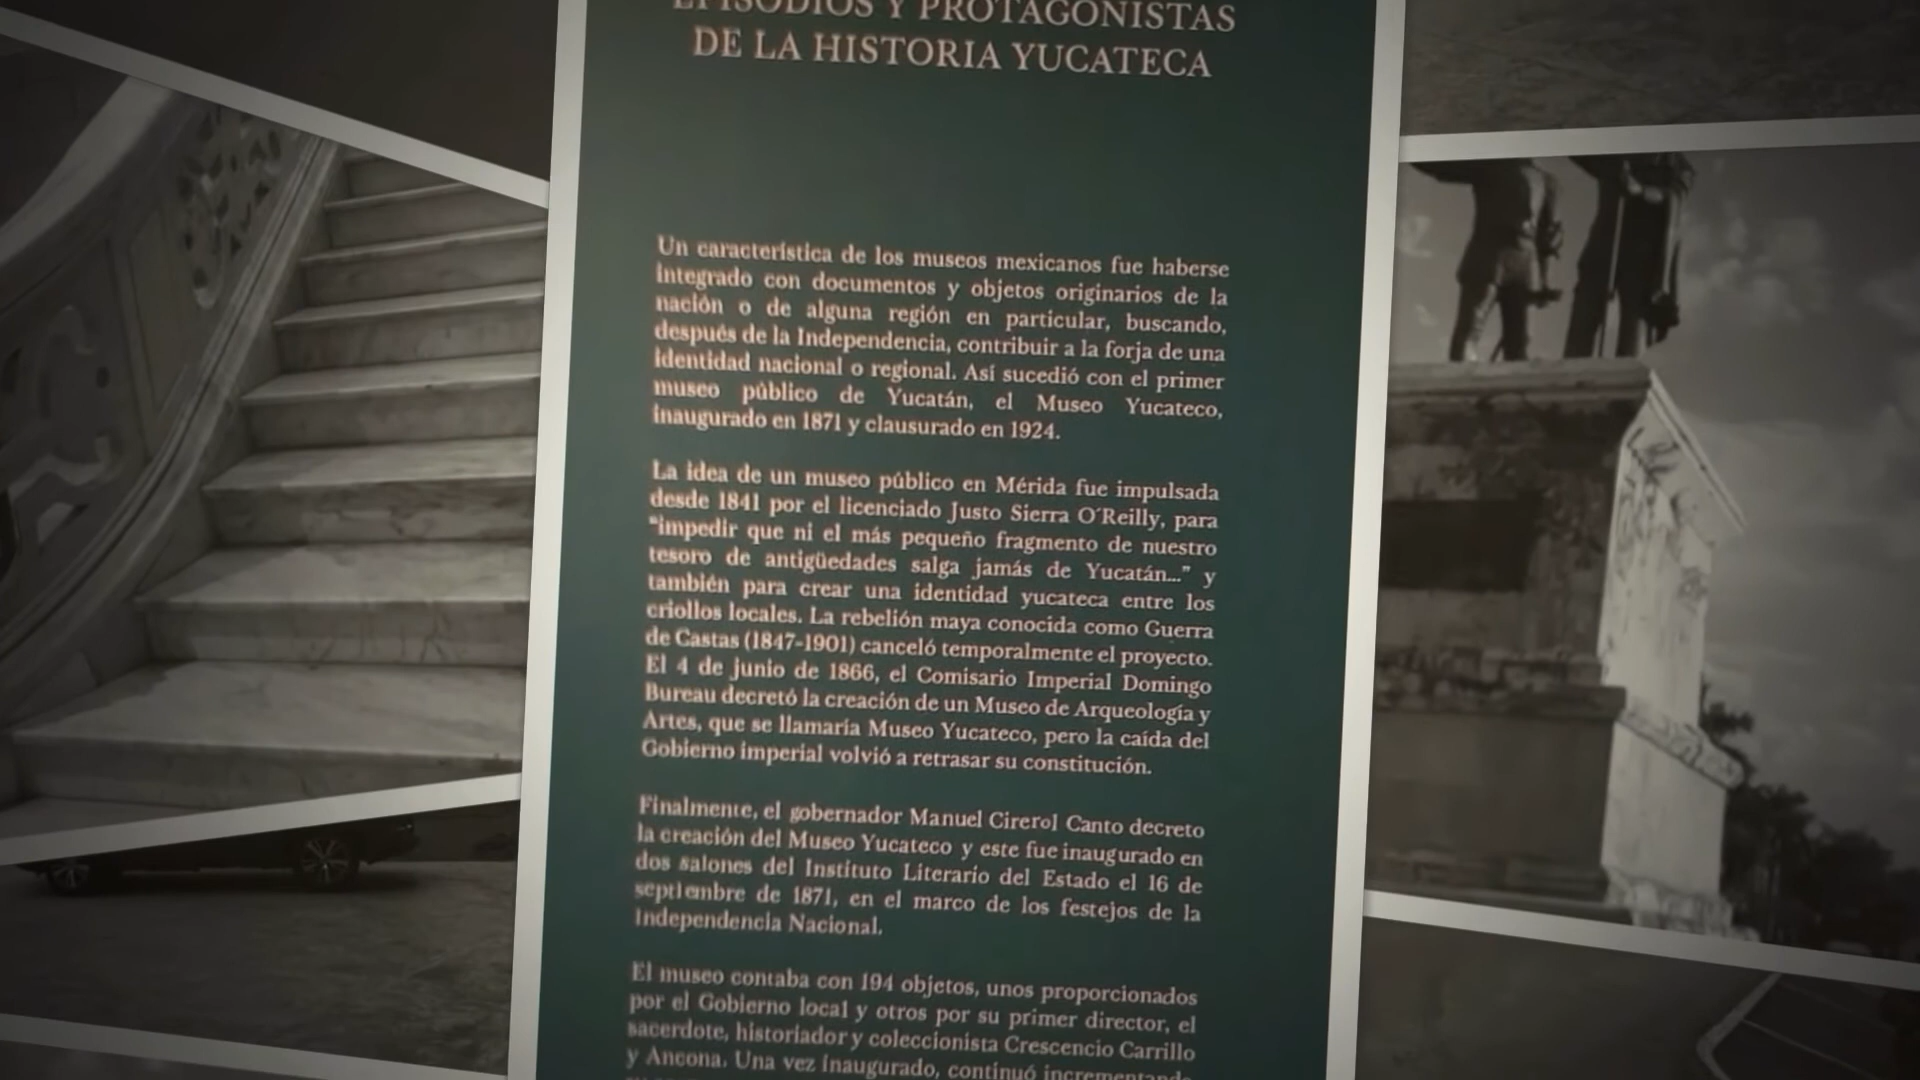 EPISODIOS Y PROTAGONISTAS
DE LA HISTORIA YUCATECA
Un característica de los museos mexicanos fue haberse
integrado con documentos y objetos originarios de la
nación o de alguna región en particular, buscando,
después de la Independencia, contribuir a la forja de una
identidad nacional o regional. Así sucedió con el primer
museo público de Yucatán, el Museo Yucateco,
inaugurado en 1871 y clausurado en 1924.
La idea de un museo público en Mérida fue impulsada
desde 1841 por el licenciado Justo Sierra O´Reilly, para
“impedir que ni el más pequeño fragmento de nuestro
tesoro de antigüedades salga jamás de Yucatán...” y
también para crear una identidad yucateca entre los
criollos locales. La rebelión maya conocida como Guerra
de Castas (1847-1901) canceló temporalmente el proyecto.
El 4 de junio de 1866, el Comisario Imperial Domingo
Bureau decretó la creación de un Museo de Arqueología y
Artes, que se llamaría Museo Yucateco, pero la caída del
Gobierno imperial volvió a retrasar su constitución.
Finalmente, el gobernador Manuel Cirerol Canto decreto
la creación del Museo Yucateco y este fue inaugurado en
dos salones del Instituto Literario del Estado el 16 de
septiembre de 1871, en el marco de los festejos de la
Independencia Nacional.
El museo contaba con 194 objetos, unos proporcionados
por el Gobierno local y otros por su primer director, el
sacerdote, historiador y coleccionista Crescencio Carrillo
y Ancona. Una vez inaugurado, continuó incrementando